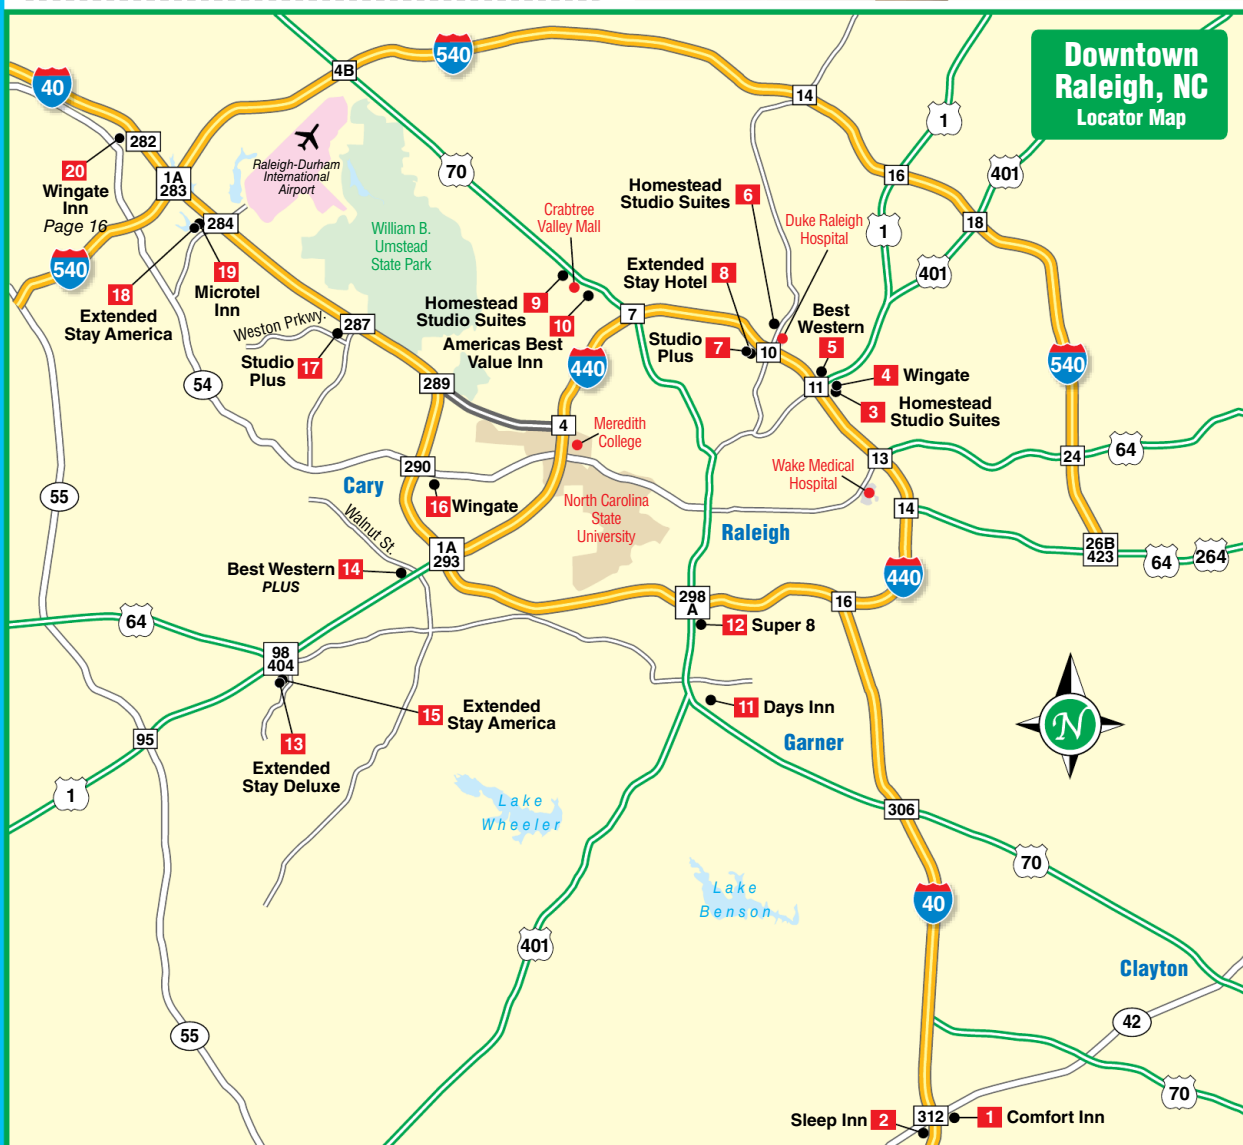 Downtown
Raleigh, NC
Locator Map
540
40
4B
14
1
282
70
16
401
20
Wingate
Inn
Page 16
1A
283
Raleigh-Durham
International
Airport
Homestead
Studio Suites
6
Crabtree
Valley Mall
Duke Raleigh
Hospital
18
284
William B.
Umstead
State Park
1
540
19
Microtel
Inn
18
Extended
Stay America
Extended
Stay Hotel
8
401
Homestead
Studio Suites
9
10
Americas Best
Value Inn
7
Best
Western
5
Weston Prkwy.
287
Studio
Plus
17
Studio
Plus
7
10
440
540
54
289
11
4
Wingate
3
Homestead
Studio Suites
4
Meredith
College
13
24
64
290
Cary
16
Wingate
Wake Medical
Hospital
55
North Carolina
State
University
14
Walnut St.
Raleigh
26B
423
64
264
1A
293
Best Western
PLUS
14
440
298
A
16
64
12
Super 8
98
404
15
Extended
Stay America
11
Days Inn
95
13
Extended
Stay Deluxe
Garner
N
1
Lake
Wheeler
306
70
Lake
Benson
40
401
Clayton
55
42
70
Sleep Inn
2
312
1
Comfort Inn